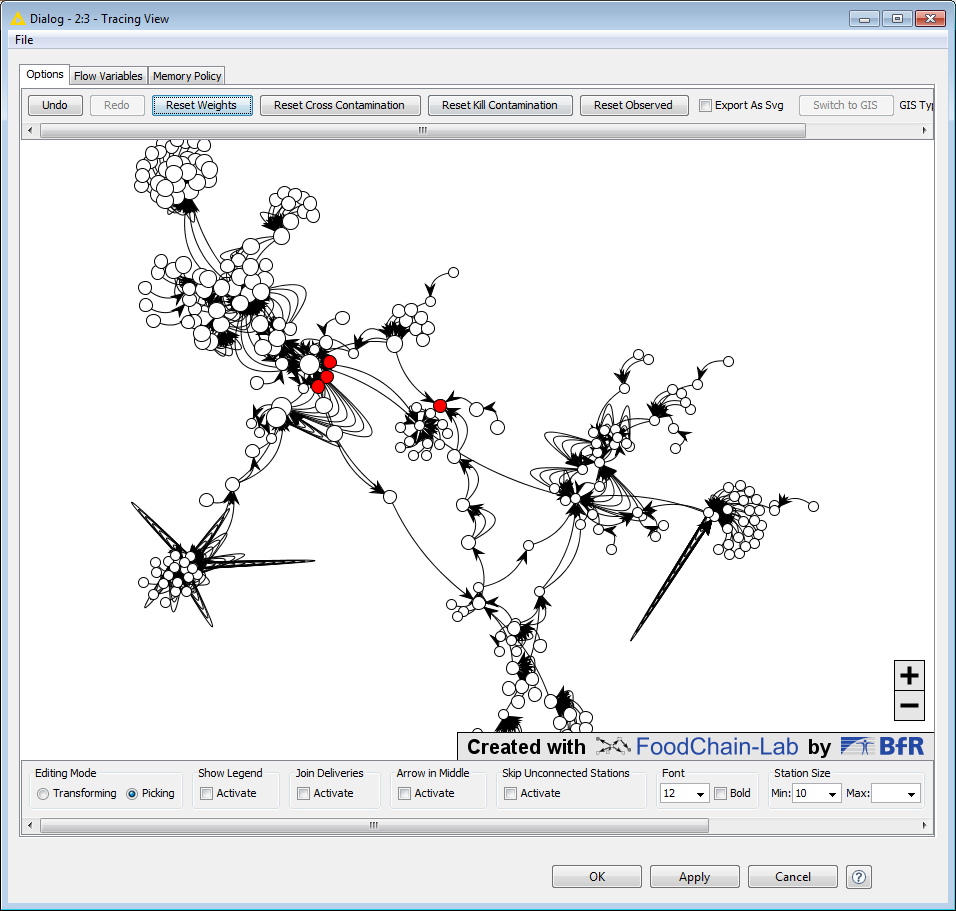 Dialog - 2:3 - Tracing View
File
Options Flow Variables Memory Policy
Undo Redo Reset Weights Reset Cross Contamination Reset Kill Contamination Reset Observed Export As Svg Switch to GIS GIS Ty
+
−
Created with FoodChain-Lab by BfR
Editing Mode Show Legend Join Deliveries Arrow in Middle Skip Unconnected Stations Font Station Size
Transforming Picking Activate Activate Activate Activate 12 Bold Min: 10 Max:
OK Apply Cancel ?